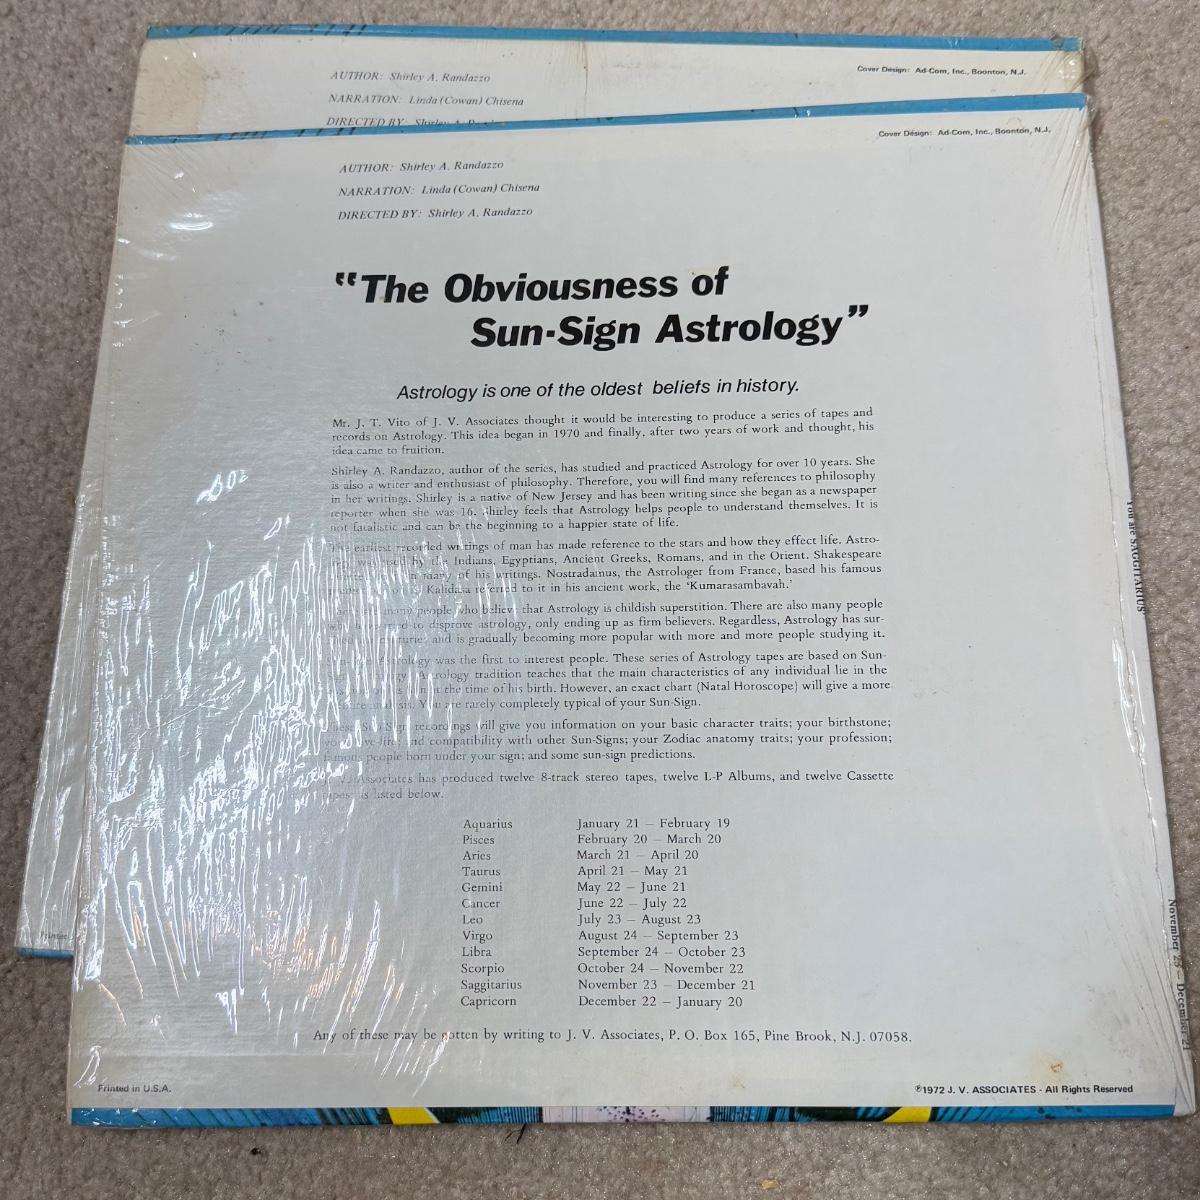 AUTHOR: Shirley A. Randazzo
Cover Design: Ad-Com, Inc., Boonton, N.J.
NARRATION: Linda (Cowan) Chisena
DIRECTED BY: Shirley A.
Cover Design: Ad-Com, Inc., Boonton, N.J.
AUTHOR: Shirley A. Randazzo
NARRATION: Linda (Cowan) Chisena
DIRECTED BY: Shirley A. Randazzo
"The Obviousness of
Sun-Sign Astrology"
Astrology is one of the oldest beliefs in history.
Mr. J. T. Vito of J. V. Associates thought it would be interesting to produce a series of tapes and
records on Astrology. This idea began in 1970 and finally, after two years of work and thought, his
idea came to fruition.
Shirley A. Randazzo, author of the series, has studied and practiced Astrology for over 10 years. She
is also a writer and enthusiast of philosophy. Therefore, you will find many references to philosophy
in her writings. Shirley is a native of New Jersey and has been writing since she began as a newspaper
reporter when she was 16. Shirley feels that Astrology helps people to understand themselves. It is
not fatalistic and can be the beginning to a happier state of life.
The earliest recorded writings of man has made reference to the stars and how they effect life. Astro-
was used by the Indians, Egyptians, Ancient Greeks, Romans, and in the Orient. Shakespeare
in many of his writings. Nostradamus, the Astrologer from France, based his famous
Kalidasa referred to it in his ancient work, the 'Kumarasambavah.'
many people who believe that Astrology is childish superstition. There are also many people
to disprove astrology, only ending up as firm believers. Regardless, Astrology has sur-
and is gradually becoming more popular with more and more people studying it.
Astrology was the first to interest people. These series of Astrology tapes are based on Sun-
Astrology tradition teaches that the main characteristics of any individual lie in the
at the time of his birth. However, an exact chart (Natal Horoscope) will give a more
You are rarely completely typical of your Sun-Sign.
Sign recordings will give you information on your basic character traits; your birthstone;
and compatibility with other Sun-Signs; your Zodiac anatomy traits; your profession;
famous people born under your sign; and some sun-sign predictions.
Associates has produced twelve 8-track stereo tapes, twelve L-P Albums, and twelve Cassette
as listed below.
Aquarius January 21 – February 19
Pisces February 20 – March 20
Aries March 21 – April 20
Taurus April 21 – May 21
Gemini May 22 – June 21
Cancer June 22 – July 22
Leo July 23 – August 23
Virgo August 24 – September 23
Libra September 24 – October 23
Scorpio October 24 – November 22
Saggitarius November 23 – December 21
Capricorn December 22 – January 20
Any of these may be gotten by writing to J. V. Associates, P. O. Box 165, Pine Brook, N.J. 07058.
Printed in U.S.A.
℗1972 J. V. ASSOCIATES - All Rights Reserved
You are SAGGITARIUS
November 23 - December 21
Printed